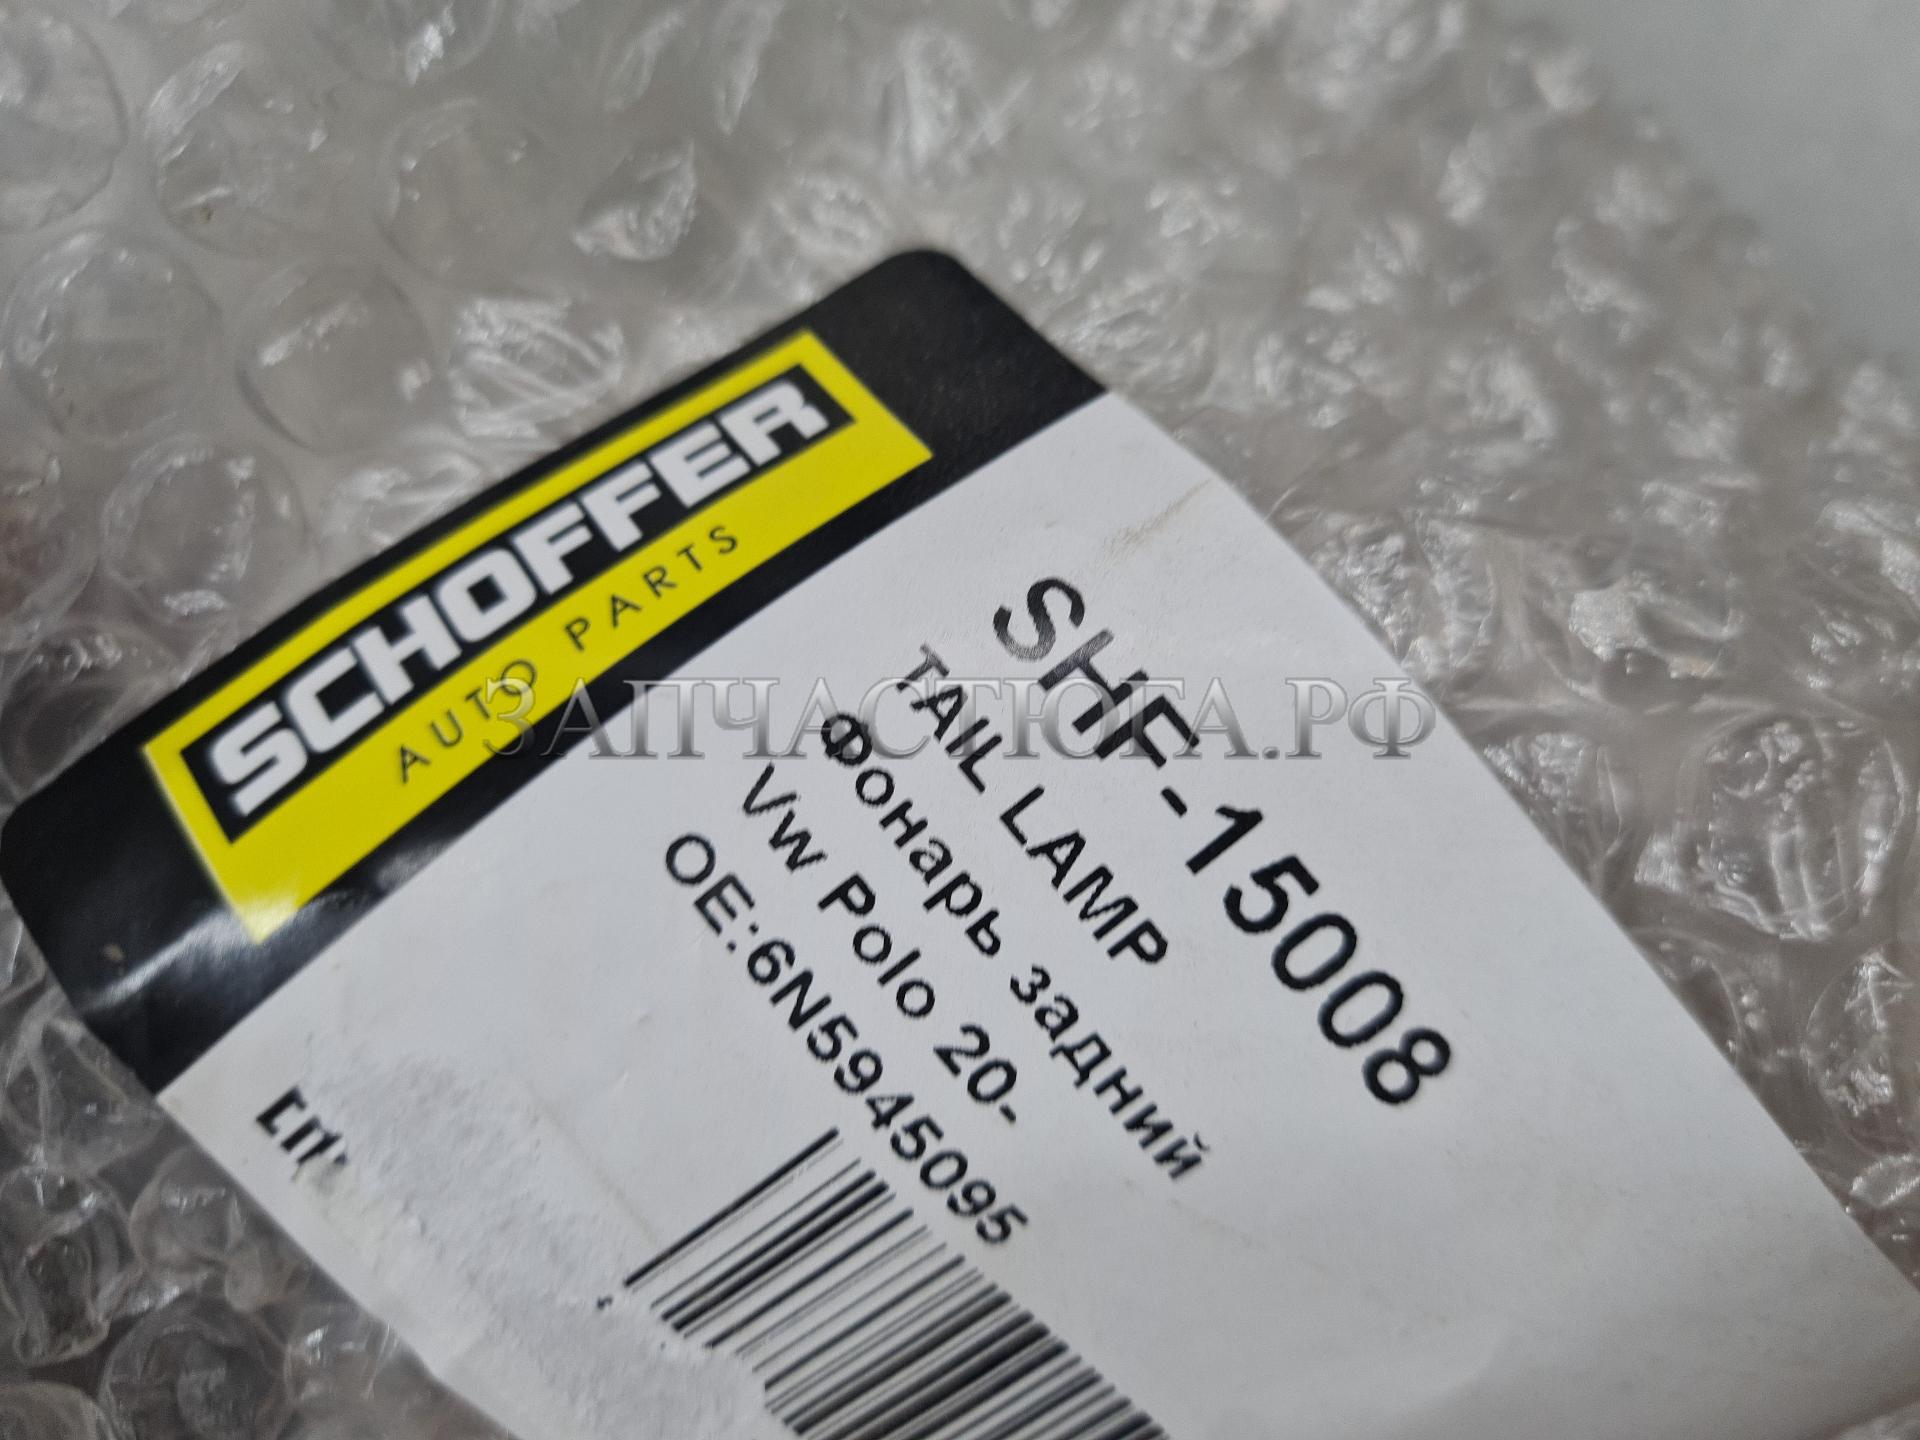 SCHOFFER
AUTO PARTS
SHF-15008
TAIL LAMP
Фонарь задний
Vw Polo 20-
OE:6N5945095
ЗАПЧАСТЮГА.РФ